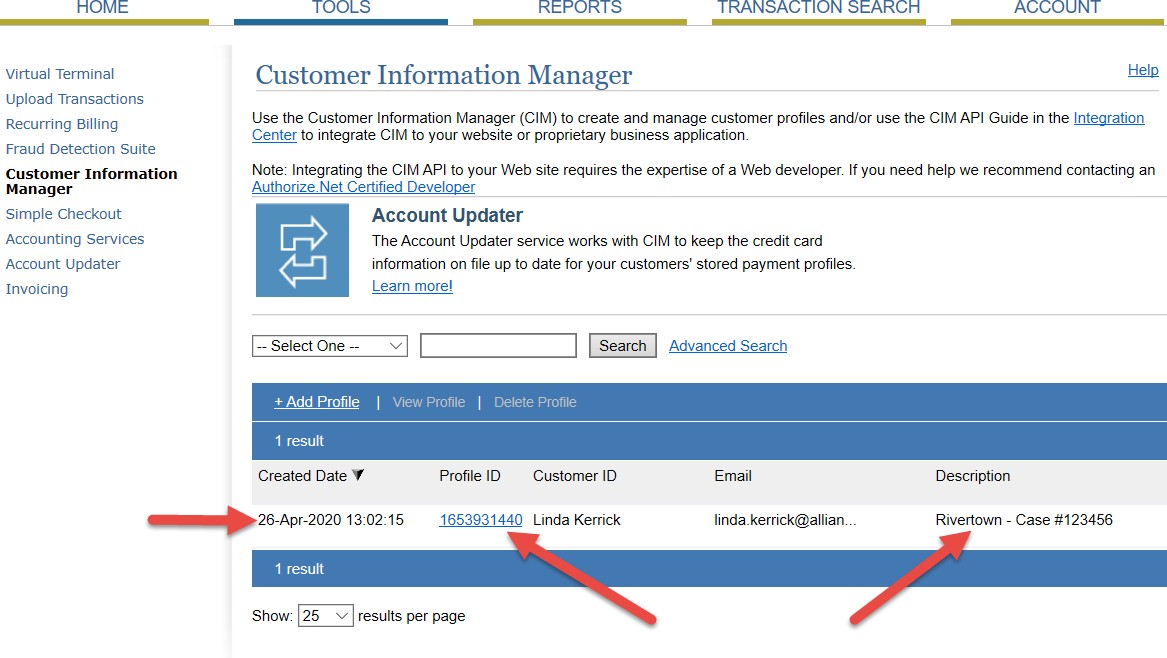 HOME TOOLS REPORTS TRANSACTION SEARCH ACCOUNT
Virtual Terminal
Upload Transactions
Recurring Billing
Fraud Detection Suite
Customer Information
Manager
Simple Checkout
Accounting Services
Account Updater
Invoicing
Customer Information Manager
Help
Use the Customer Information Manager (CIM) to create and manage customer profiles and/or use the CIM API Guide in the Integration
Center to integrate CIM to your website or proprietary business application.
Note: Integrating the CIM API to your Web site requires the expertise of a Web developer. If you need help we recommend contacting an
Authorize.Net Certified Developer
Account Updater
The Account Updater service works with CIM to keep the credit card
information on file up to date for your customers' stored payment profiles.
Learn more!
-- Select One -- Search Advanced Search
+ Add Profile | View Profile | Delete Profile
1 result
Created Date Profile ID Customer ID Email Description
26-Apr-2020 13:02:15 1653931440 Linda Kerrick linda.kerrick@allian... Rivertown - Case #123456
1 result
Show: 25 results per page